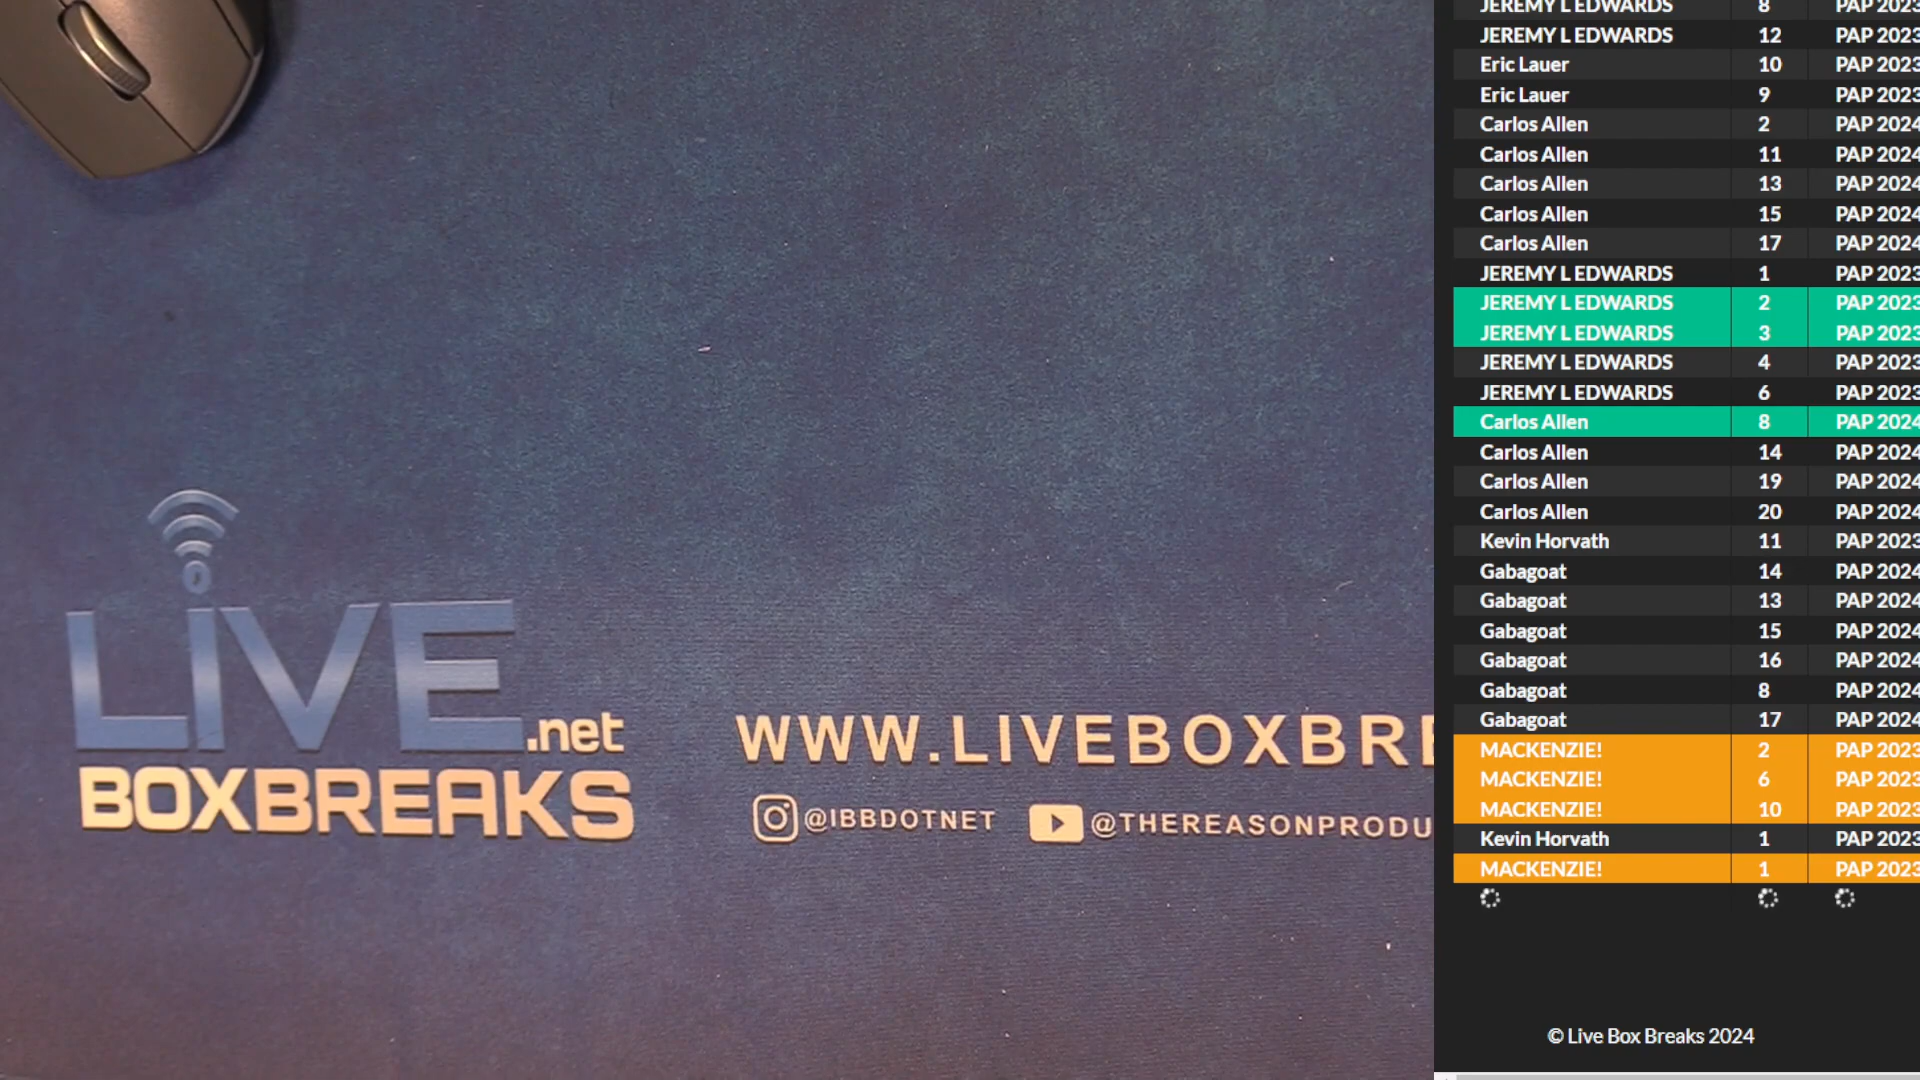 JEREMY L EDWARDS 8 PAP 2023
JEREMY L EDWARDS 12 PAP 2023
Eric Lauer 10 PAP 2023
Eric Lauer 9 PAP 2023
Carlos Allen 2 PAP 2024
Carlos Allen 11 PAP 2024
Carlos Allen 13 PAP 2024
Carlos Allen 15 PAP 2024
Carlos Allen 17 PAP 2024
JEREMY L EDWARDS 1 PAP 2023
JEREMY L EDWARDS 2 PAP 2023
JEREMY L EDWARDS 3 PAP 2023
JEREMY L EDWARDS 4 PAP 2023
JEREMY L EDWARDS 6 PAP 2023
Carlos Allen 8 PAP 2024
Carlos Allen 14 PAP 2024
Carlos Allen 19 PAP 2024
Carlos Allen 20 PAP 2024
Kevin Horvath 11 PAP 2023
Gabagoat 14 PAP 2024
Gabagoat 13 PAP 2024
Gabagoat 15 PAP 2024
Gabagoat 16 PAP 2024
Gabagoat 8 PAP 2024
Gabagoat 17 PAP 2024
MACKENZIE! 2 PAP 2023
MACKENZIE! 6 PAP 2023
MACKENZIE! 10 PAP 2023
Kevin Horvath 1 PAP 2023
MACKENZIE! 1 PAP 2023
© Live Box Breaks 2024
LIVE.net
BOXBREAKS
WWW.LIVEBOXBRE
@IBBDOTNET @THEREASONPRODU